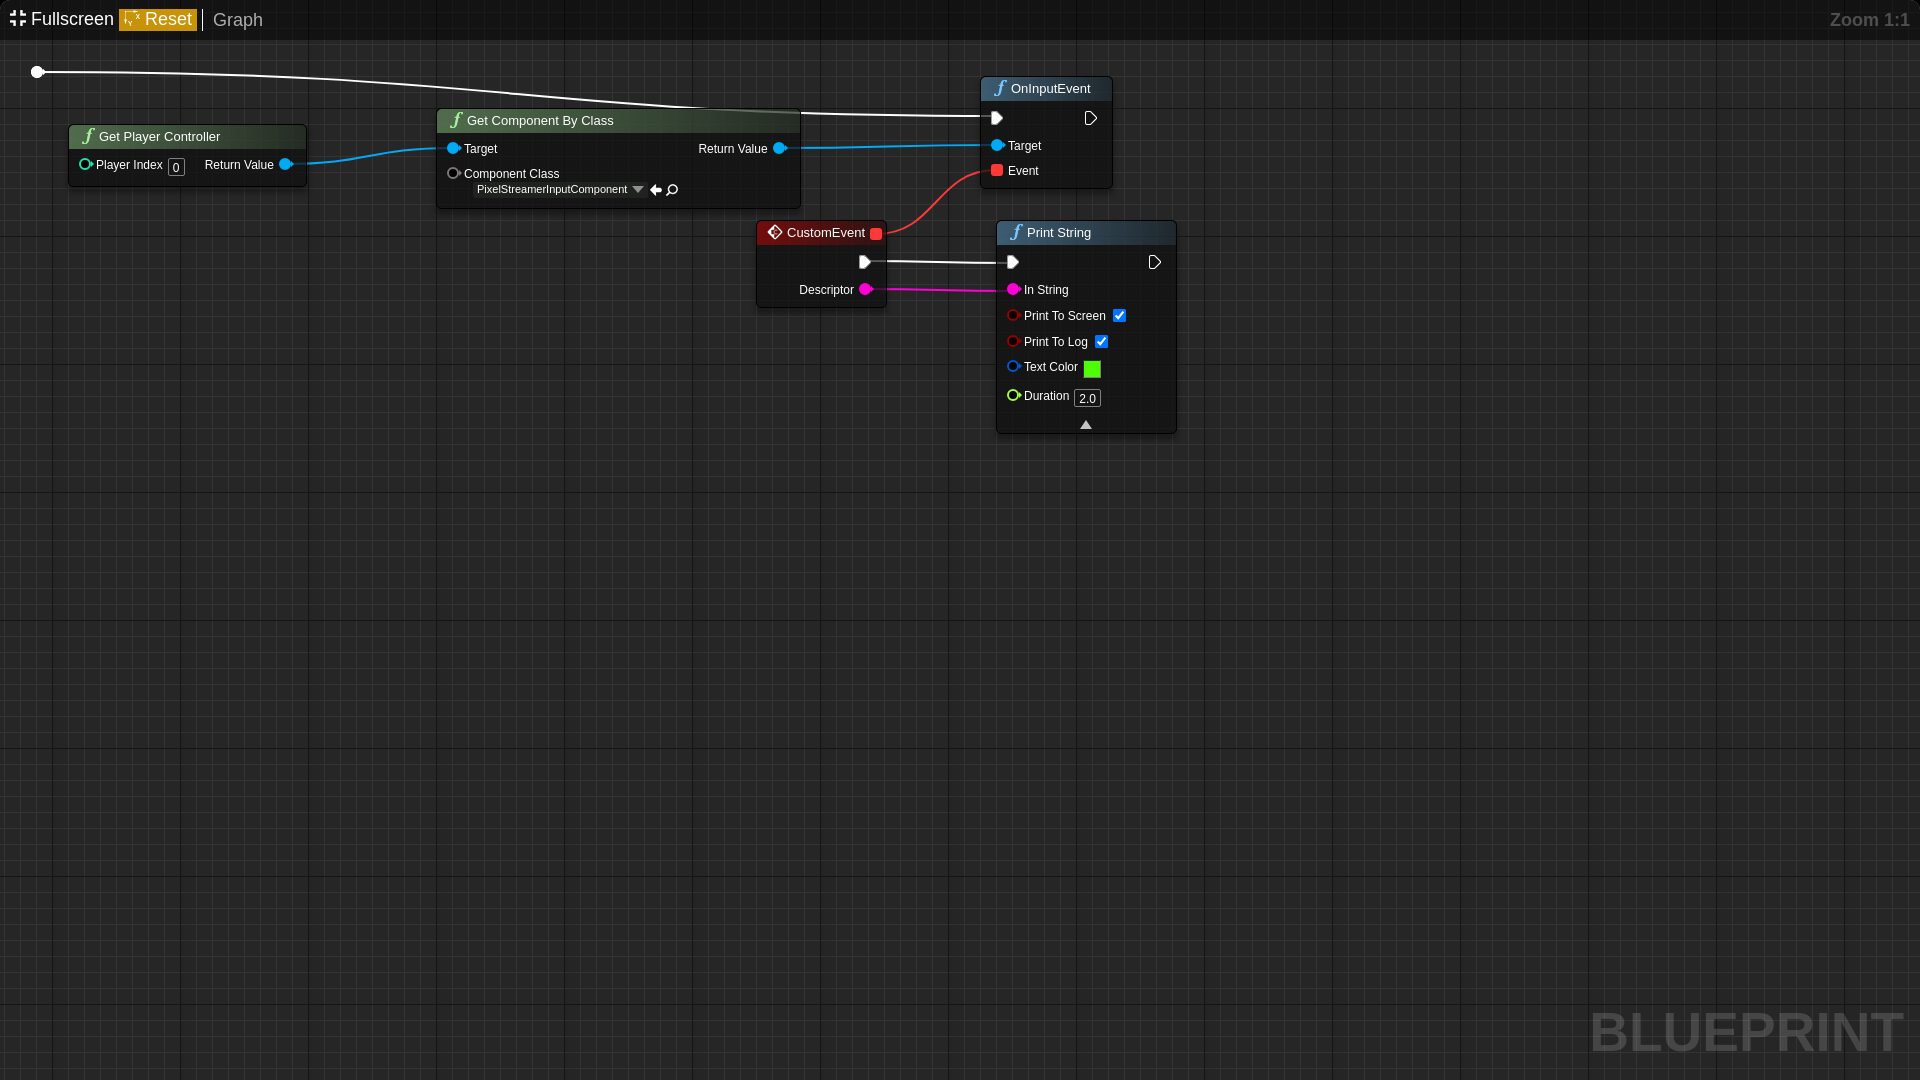 Fullscreen Reset Graph Zoom 1:1
OnInputEvent
Target
Event
Get Player Controller
Player Index 0 Return Value
Get Component By Class
Target Return Value
Component Class
PixelStreamerInputComponent
CustomEvent
Descriptor
Print String
In String
Print To Screen
Print To Log
Text Color
Duration 2.0
BLUEPRINT